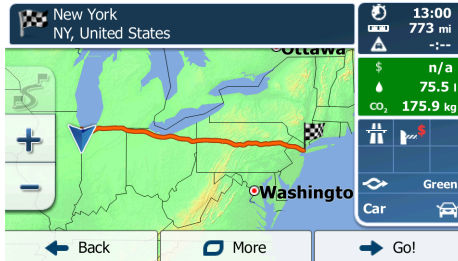 New York
NY, United States
Ottawa
Washingto
13:00
773 mi
-:--
$ n/a
75.5 l
CO₂ 175.9 kg
$
Green
Car
Back
More
Go!